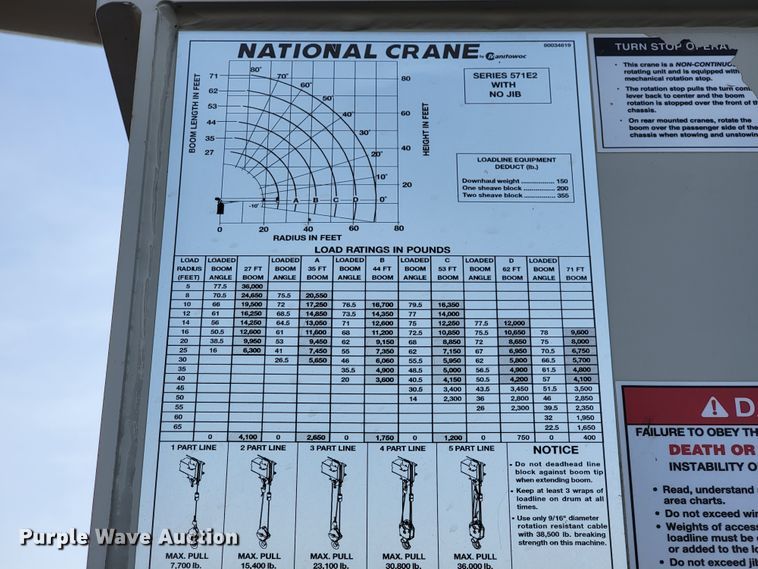 NATIONAL CRANE by Manitowoc
90034619
SERIES 571E2
WITH
NO JIB
BOOM LENGTH IN FEET
71
62
53
44
35
27
80°
70°
60°
50°
40°
30°
20°
10°
0°
-10°
A B C D
80
60
40
20
HEIGHT IN FEET
0 20 40 60 80
RADIUS IN FEET
LOADLINE EQUIPMENT
DEDUCT (lb.)
Downhaul weight ................ 150
One sheave block .............. 200
Two sheave block .............. 355
LOAD RATINGS IN POUNDS
LOAD RADIUS (FEET) | LOADED BOOM ANGLE | 27 FT BOOM | LOADED BOOM ANGLE | A 35 FT BOOM | LOADED BOOM ANGLE | B 44 FT BOOM | LOADED BOOM ANGLE | C 53 FT BOOM | LOADED BOOM ANGLE | D 62 FT BOOM | LOADED BOOM ANGLE | 71 FT BOOM
5 77.5 36,000
8 70.5 24,650 75.5 20,550
10 66 19,500 72 17,250 76.5 16,700 79.5 16,350
12 61 16,250 68.5 14,850 73.5 14,350 77 14,000
14 56 14,250 64.5 13,050 71 12,600 75 12,250 77.5 12,000
16 50.5 12,600 61 11,600 68 11,200 72.5 10,850 75.5 10,650 78 9,600
20 38.5 9,950 53 9,450 62 9,150 68 8,850 72 8,650 75 8,000
25 16 6,300 41 7,450 55 7,350 62 7,150 67 6,950 70.5 6,750
30 26.5 5,650 46 6,060 55.5 5,950 62 5,800 66.5 5,700
35 35.5 4,900 48.5 5,000 56.5 4,900 61.5 4,800
40 20 3,600 40.5 4,150 50.5 4,200 57 4,100
45 30.5 3,400 43.5 3,450 51.5 3,500
50 14 2,300 36 2,800 46 2,850
55 26 2,300 39.5 2,350
60 32 1,950
65 22.5 1,650
0 4,100 0 2,650 0 1,750 0 1,200 0 750 0 400
1 PART LINE 2 PART LINE 3 PART LINE 4 PART LINE 5 PART LINE
MAX. PULL 7,700 lb.
MAX. PULL 15,400 lb.
MAX. PULL 23,100 lb.
MAX. PULL 30,800 lb.
MAX. PULL 36,000 lb.
NOTICE
• Do not deadhead line
block against boom tip
when extending boom.
• Keep at least 3 wraps of
loadline on drum at all
times.
• Use only 9/16" diameter
rotation resistant cable
with 38,500 lb. breaking
strength on this machine.
TURN STOP
• This crane is a NON-CONTINUO
rotating unit and is equipped with
mechanical rotation stop.
• The rotation stop pulls the turn
lever back to center and the boom
rotation is stopped over the front of
chassis.
• On rear mounted cranes, rotate the
boom over the passenger side of the
chassis when stowing and unstowin
D
FAILURE TO OBEY TH
DEATH OR
INSTABILITY O
• Read, understand
area charts.
• Do not exceed
• Weights of
loadline must be
or added to the
• Do not exceed
Purple Wave Auction